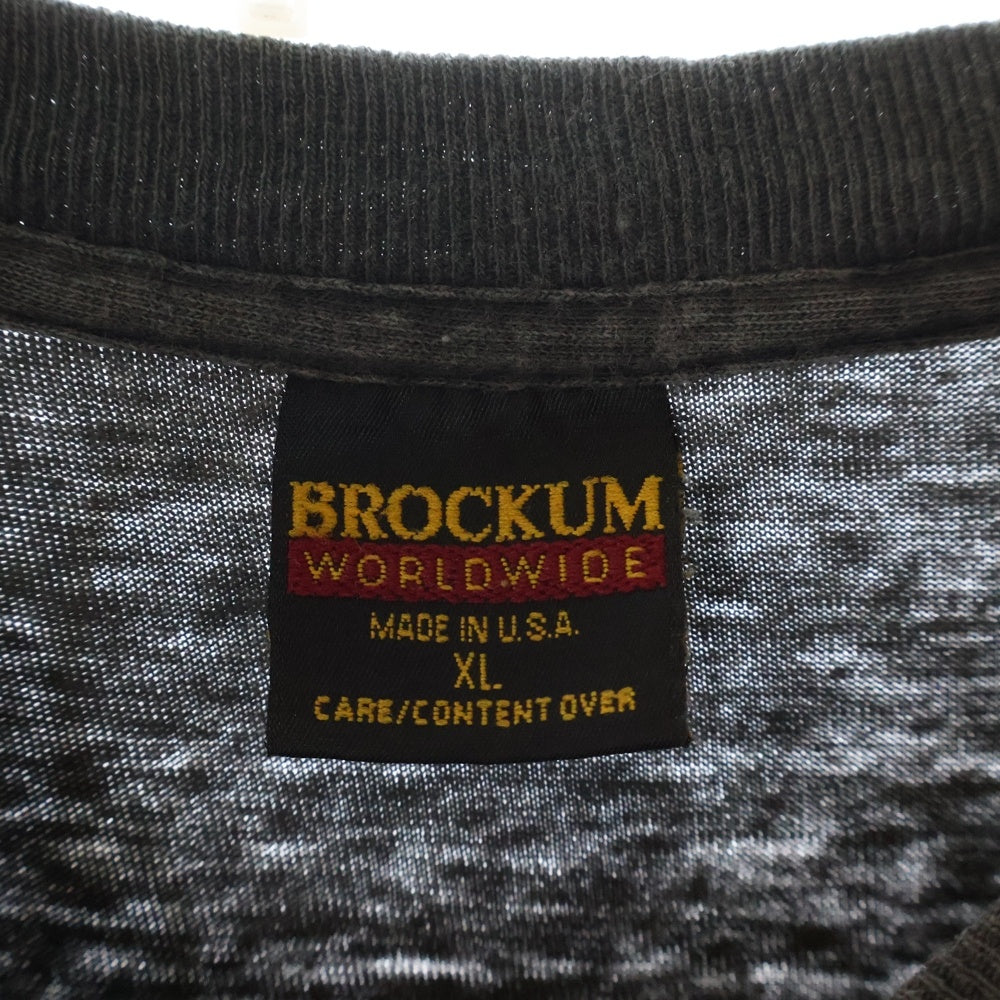 BROCKUM
WORLDWIDE
MADE IN U.S.A.
XL
CARE/CONTENT OVER